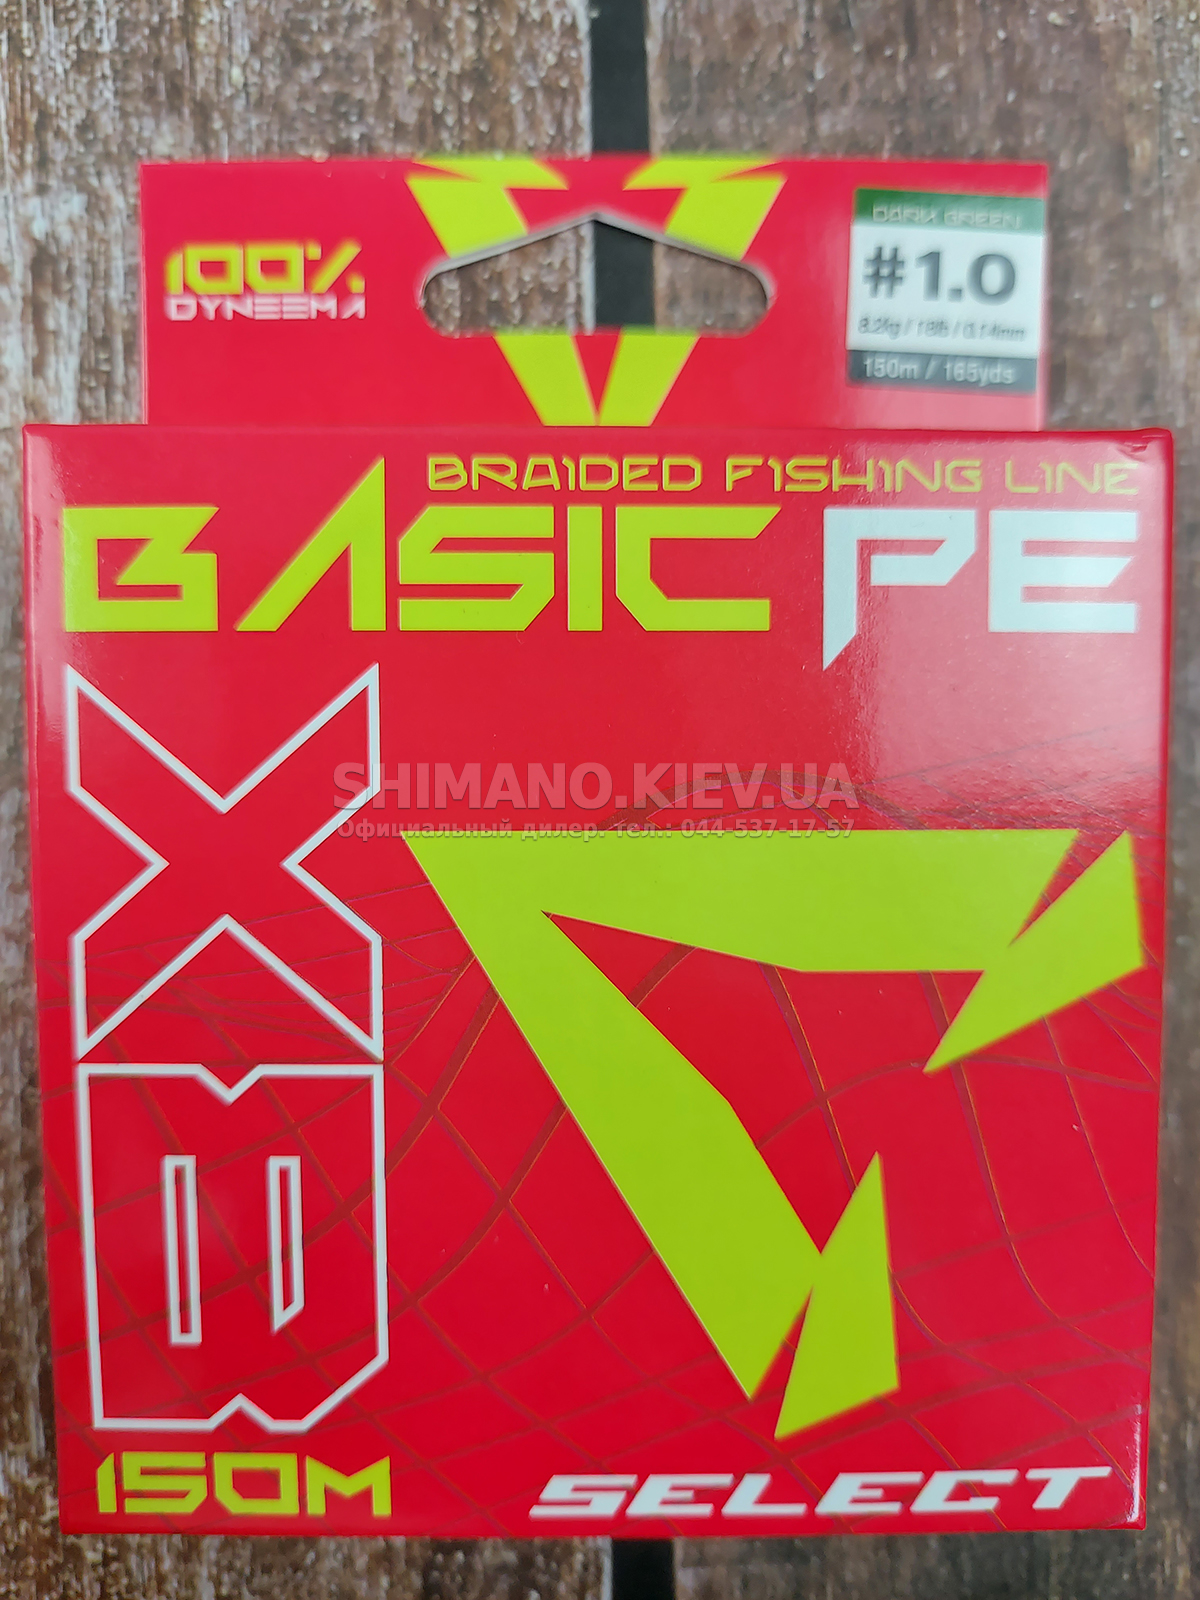 100%
DYNEEMA
DARK GREEN
#1.0
8.2kg / 18lb / 0.14mm
150m / 165yds
BRAIDED FISHING LINE
BASIC PE
SHIMANO.KIEV.UA
Официальный дилер. тел.: 044-537-17-57
8X
150M
SELECT